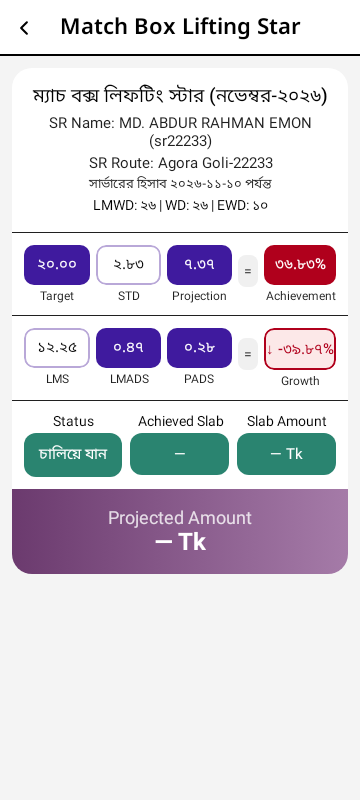 Match Box Lifting Star
ম্যাচ বক্স লিফটিং স্টার (নভেম্বর-২০২৬)
SR Name: MD. ABDUR RAHMAN EMON
(sr22233)
SR Route: Agora Goli-22233
সার্ভারের হিসাব ২০২৬-১১-১০ পর্যন্ত
LMWD: ২৬ | WD: ২৬ | EWD: ১০
২০.০০ ২.৮৩ ৭.৩৭ = ৩৬.৮৩%
Target STD Projection Achievement
১২.২৫ ০.৪৭ ০.২৮ = ↓ -৩৯.৮৭%
LMS LMADS PADS Growth
Status Achieved Slab Slab Amount
চালিয়ে যান — — Tk
Projected Amount
— Tk